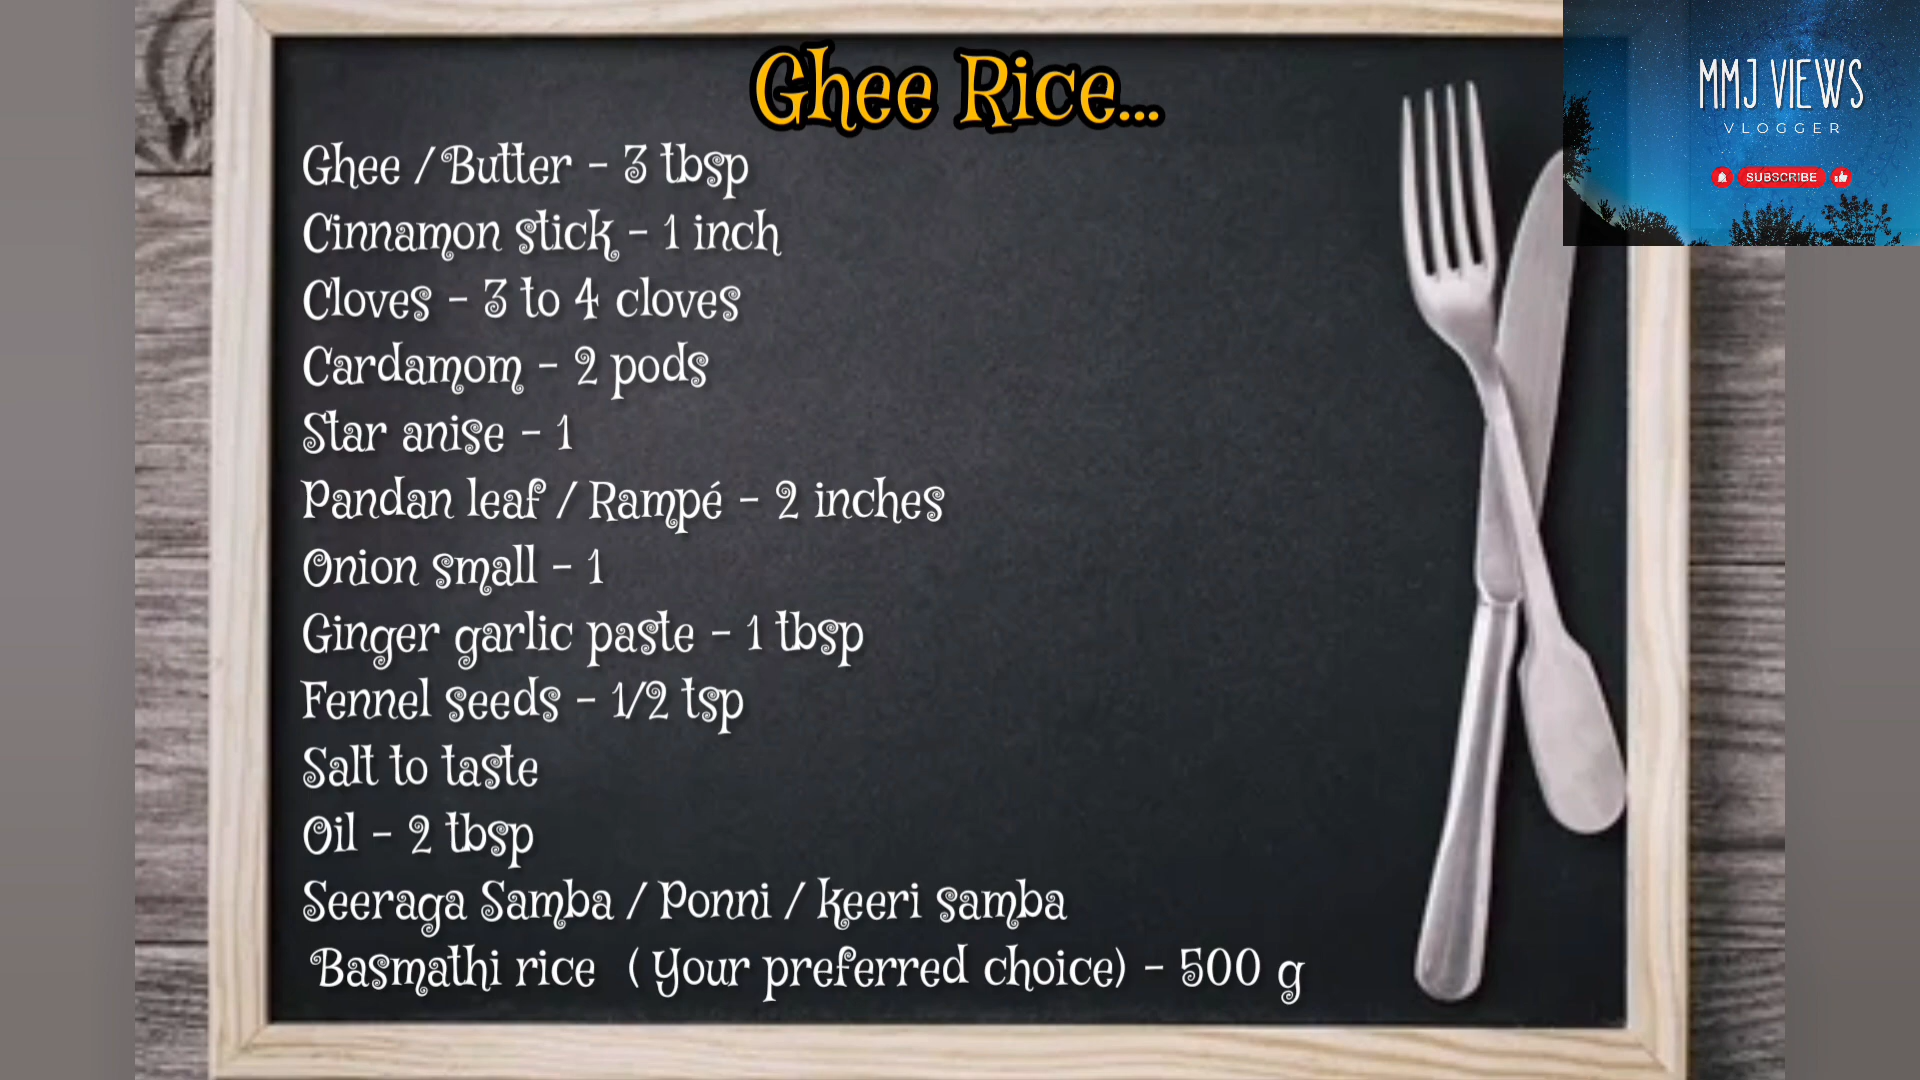 Ghee Rice...
MMJ VIEWS
VLOGGER
SUBSCRIBE
Ghee / Butter - 3 tbsp
Cinnamon stick - 1 inch
Cloves - 3 to 4 cloves
Cardamom - 2 pods
Star anise - 1
Pandan leaf / Rampé - 2 inches
Onion small - 1
Ginger garlic paste - 1 tbsp
Fennel seeds - 1/2 tsp
Salt to taste
Oil - 2 tbsp
Seeraga Samba / Ponni / keeri samba
Basmathi rice ( Your preferred choice) - 500 g